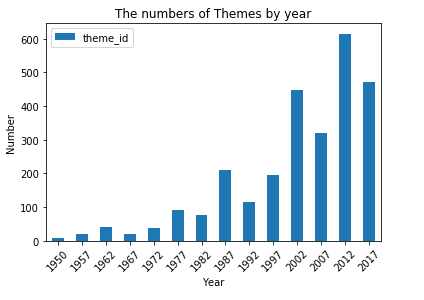 The numbers of Themes by year
theme_id
Number
600
500
400
300
200
100
0
1950 1957 1962 1967 1972 1977 1982 1987 1992 1997 2002 2007 2012 2017
Year